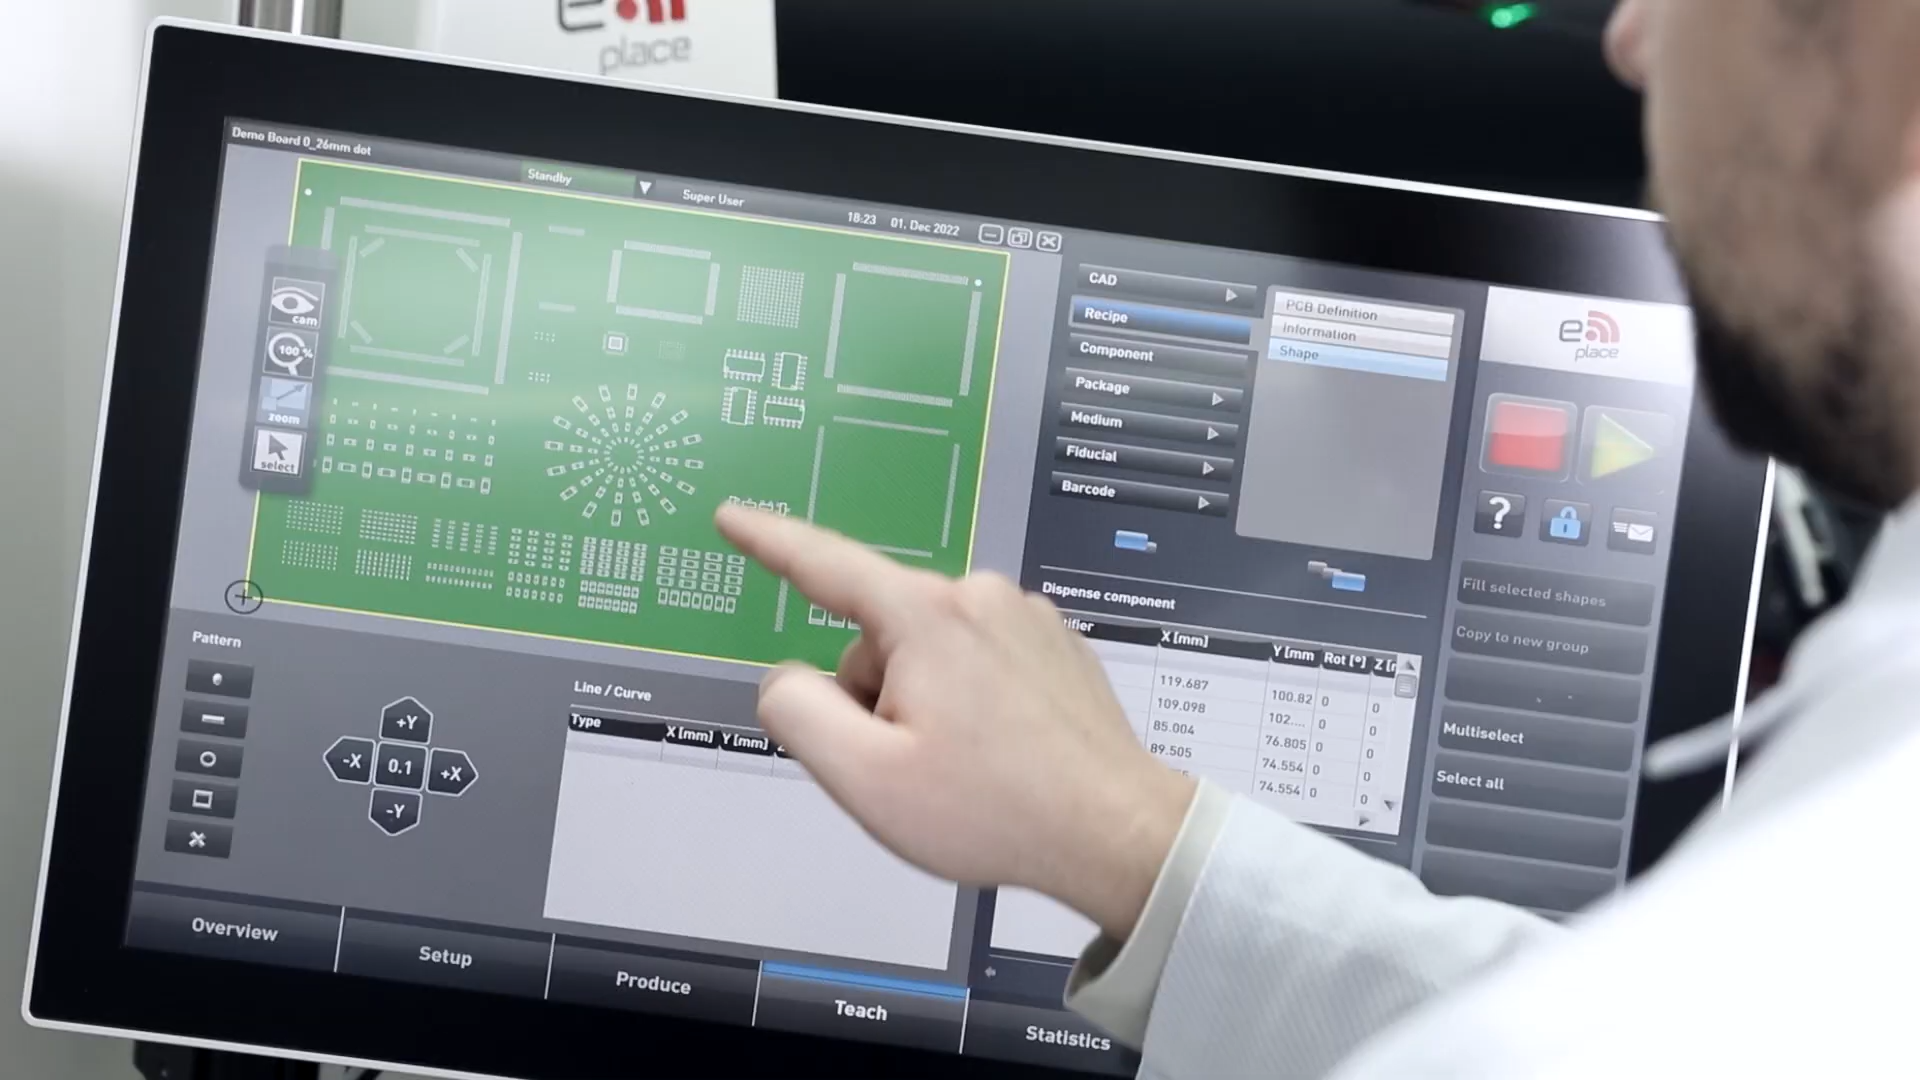 e
place
Demo Board 0_26mm dot
Standby
Super User
18:23 01. Dec 2022
cam
100 %
zoom
select
CAD
Recipe
Component
Package
Medium
Fiducial
Barcode
PCB Definition
Information
Shape
e
place
?
Fill selected shapes
Copy to new group
Multiselect
Select all
Dispense component
tifier X [mm] Y [mm Rot [°] Z [r
119.687 100.82 0 0
109.098 102.... 0 0
85.004 76.805 0 0
89.505 74.554 0 0
74.554 0 0
Pattern
+Y
-X 0.1 +X
-Y
Line / Curve
Type X [mm] Y [mm]
Overview
Setup
Produce
Teach
Statistics